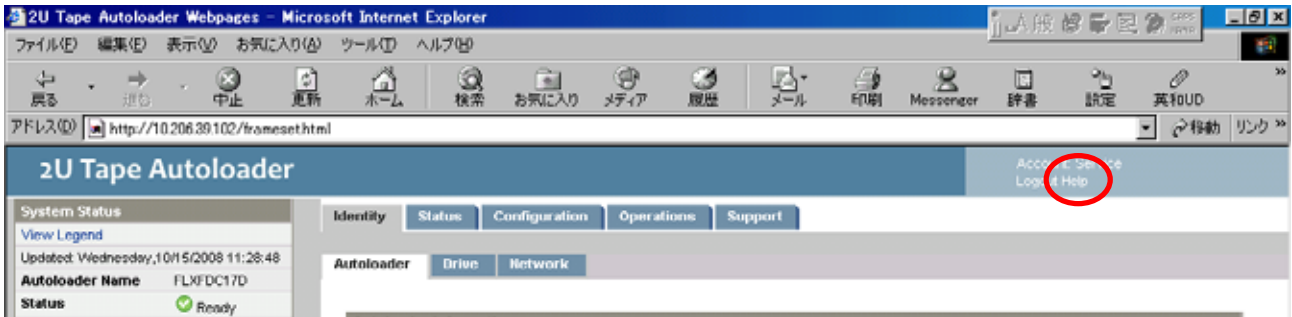 2U Tape Autoloader Webpages - Microsoft Internet Explorer
ファイル(F) 編集(E) 表示(V) お気に入り(A) ツール(T) ヘルプ(H)
戻る 進む 中止 更新 ホーム 検索 お気に入り メディア 履歴 メール 印刷 Messenger 辞書 設定 英和UD
アドレス(D) http://10.206.39.102/frameset.html 移動 リンク
2U Tape Autoloader
Account: Service
Logout Help
System Status
Identity Status Configuration Operations Support
View Legend
Updated: Wednesday,10/15/2008 11:28:48
Autoloader Drive Network
Autoloader Name FLXFDC17D
Status Ready